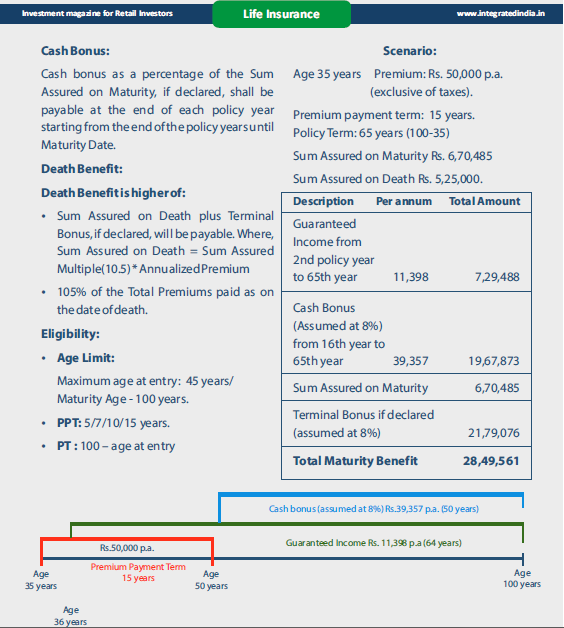 Investment magazine for Retail Investors
Life Insurance
www.integratedindia.in
Cash Bonus:
Cash bonus as a percentage of the Sum
Assured on Maturity, if declared, shall be
payable at the end of each policy year
starting from the end of the policy years until
Maturity Date.
Death Benefit:
Death Benefit is higher of:
• Sum Assured on Death plus Terminal
Bonus, if declared, will be payable. Where,
Sum Assured on Death = Sum Assured
Multiple(10.5) * Annualized Premium
• 105% of the Total Premiums paid as on
the date of death.
Eligibility:
• Age Limit:
Maximum age at entry: 45 years/
Maturity Age - 100 years.
• PPT: 5/7/10/15 years.
• PT : 100 – age at entry
Scenario:
Age 35 years Premium: Rs. 50,000 p.a.
(exclusive of taxes).
Premium payment term: 15 years.
Policy Term: 65 years (100-35)
Sum Assured on Maturity Rs. 6,70,485
Sum Assured on Death Rs. 5,25,000.
Description Per annum Total Amount
Guaranteed
Income from
2nd policy year
to 65th year 11,398 7,29,488
Cash Bonus
(Assumed at 8%)
from 16th year to
65th year 39,357 19,67,873
Sum Assured on Maturity 6,70,485
Terminal Bonus if declared
(assumed at 8%) 21,79,076
Total Maturity Benefit 28,49,561
Cash bonus (assumed at 8%) Rs.39,357 p.a. (50 years)
Rs.50,000 p.a.
Guaranteed Income Rs. 11,398 p.a (64 years)
Premium Payment Term
15 years
Age
35 years
Age
50 years
Age
100 years
Age
36 years